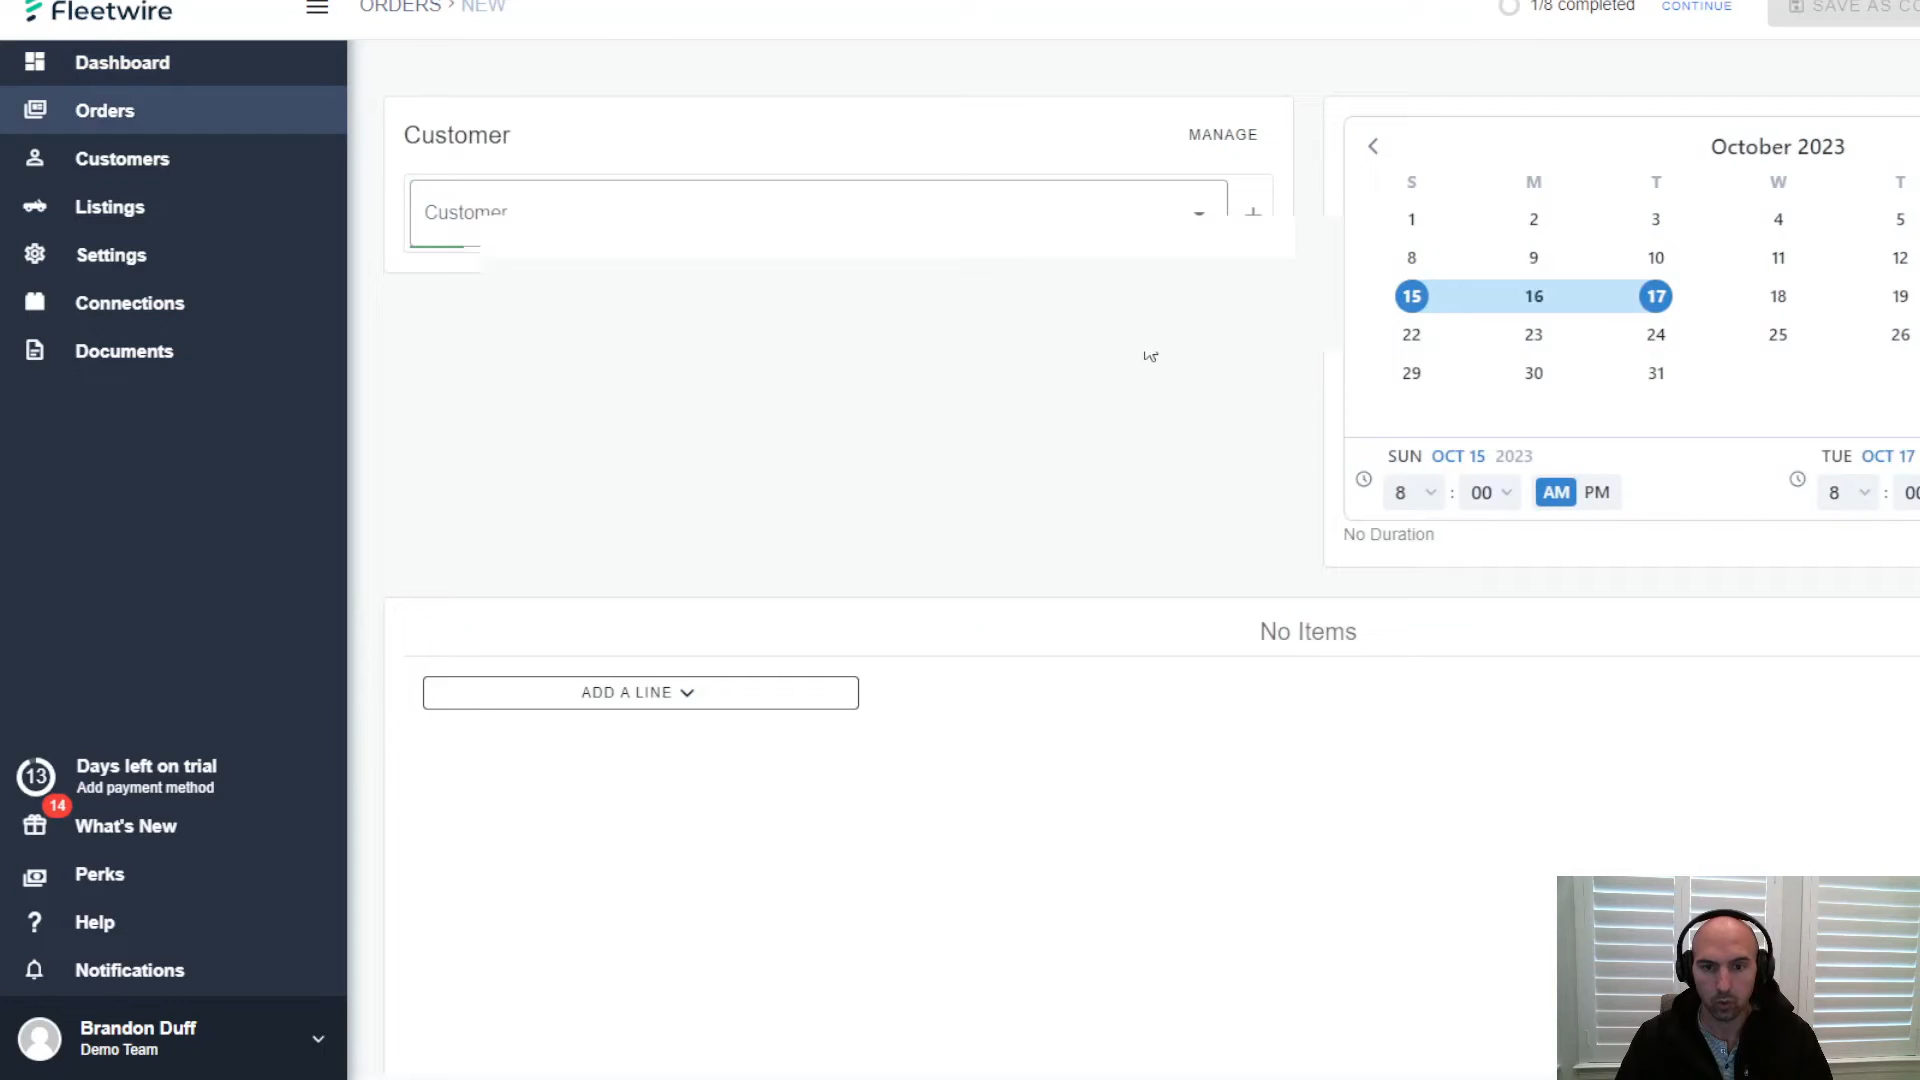 Fleetwire
ORDERS > NEW
1/8 completed
CONTINUE
SAVE AS CO
Dashboard
Orders
Customers
Listings
Settings
Connections
Documents
Customer
MANAGE
Customer
October 2023
S M T W T
1 2 3 4 5
8 9 10 11 12
15 16 17 18 19
22 23 24 25 26
29 30 31
SUN OCT 15 2023
8 : 00 AM PM
TUE OCT 17
8 : 00
No Duration
No Items
ADD A LINE
13
Days left on trial
Add payment method
14
What's New
Perks
Help
Notifications
Brandon Duff
Demo Team